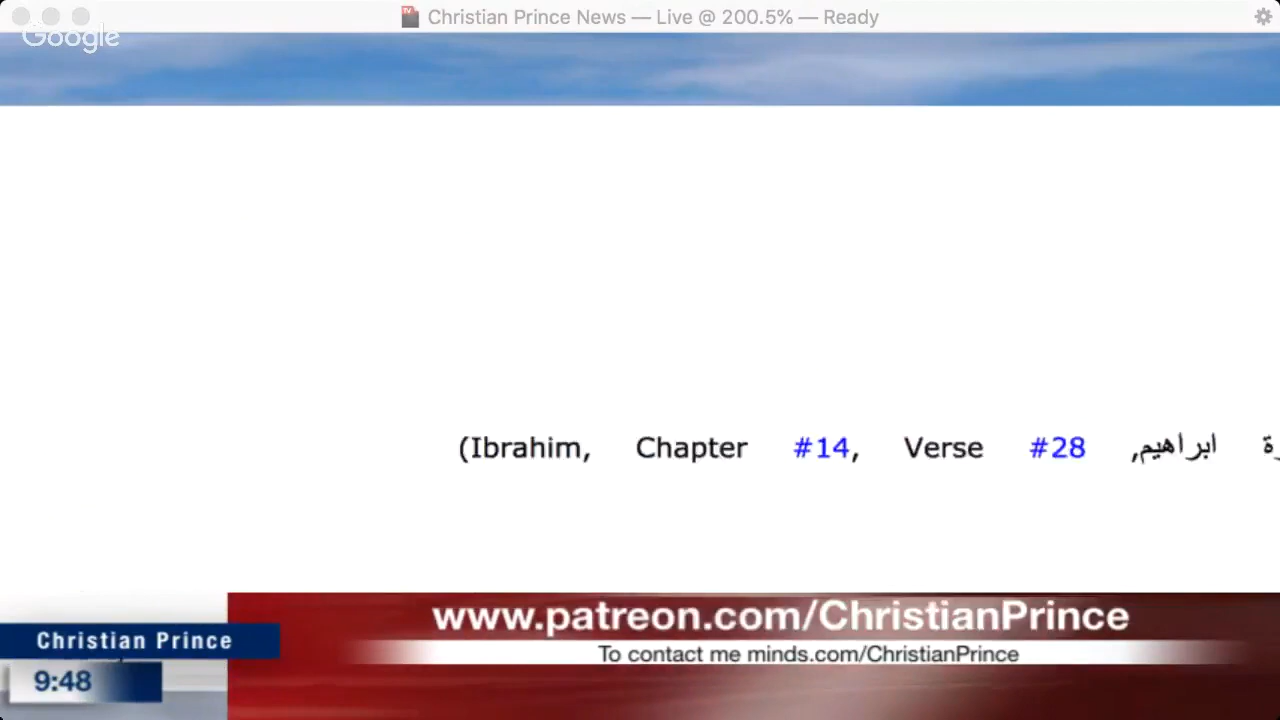 Christian Prince News — Live @ 200.5% — Ready
Google
(Ibrahim, Chapter #14, Verse #28 ابراهيم,
www.patreon.com/ChristianPrince
To contact me minds.com/ChristianPrince
Christian Prince
9:48